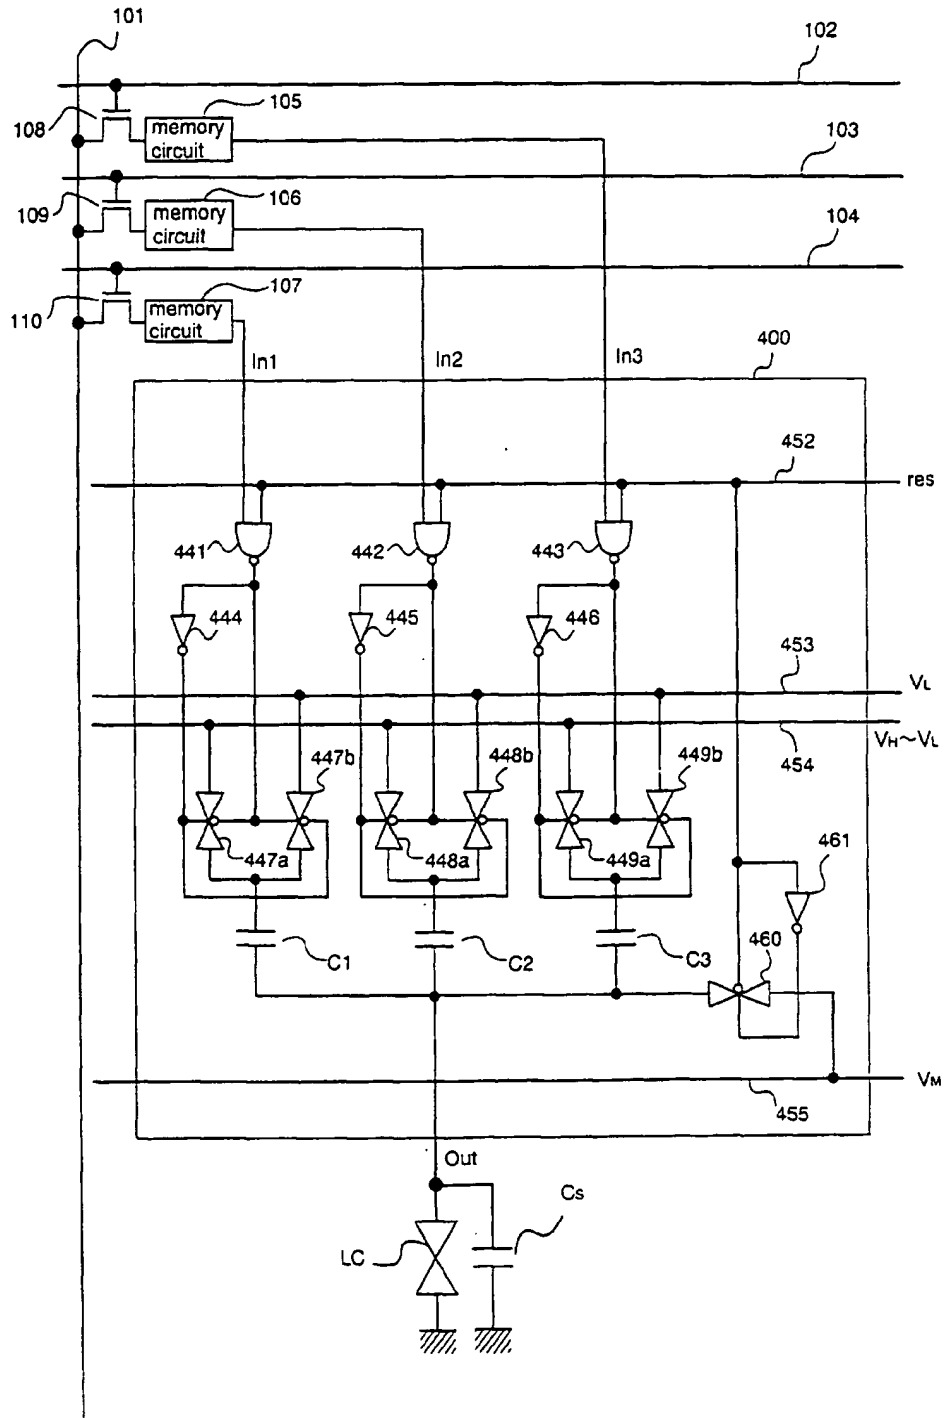 101
102
105
108
memory
circuit
103
106
109
memory
circuit
104
107
110
memory
circuit
In1
In2
In3
400
452
res
441
442
443
444
445
446
453
VL
VH~VL
454
447b
448b
449b
447a
448a
449a
461
460
C1
C2
C3
VM
455
Out
Cs
LC